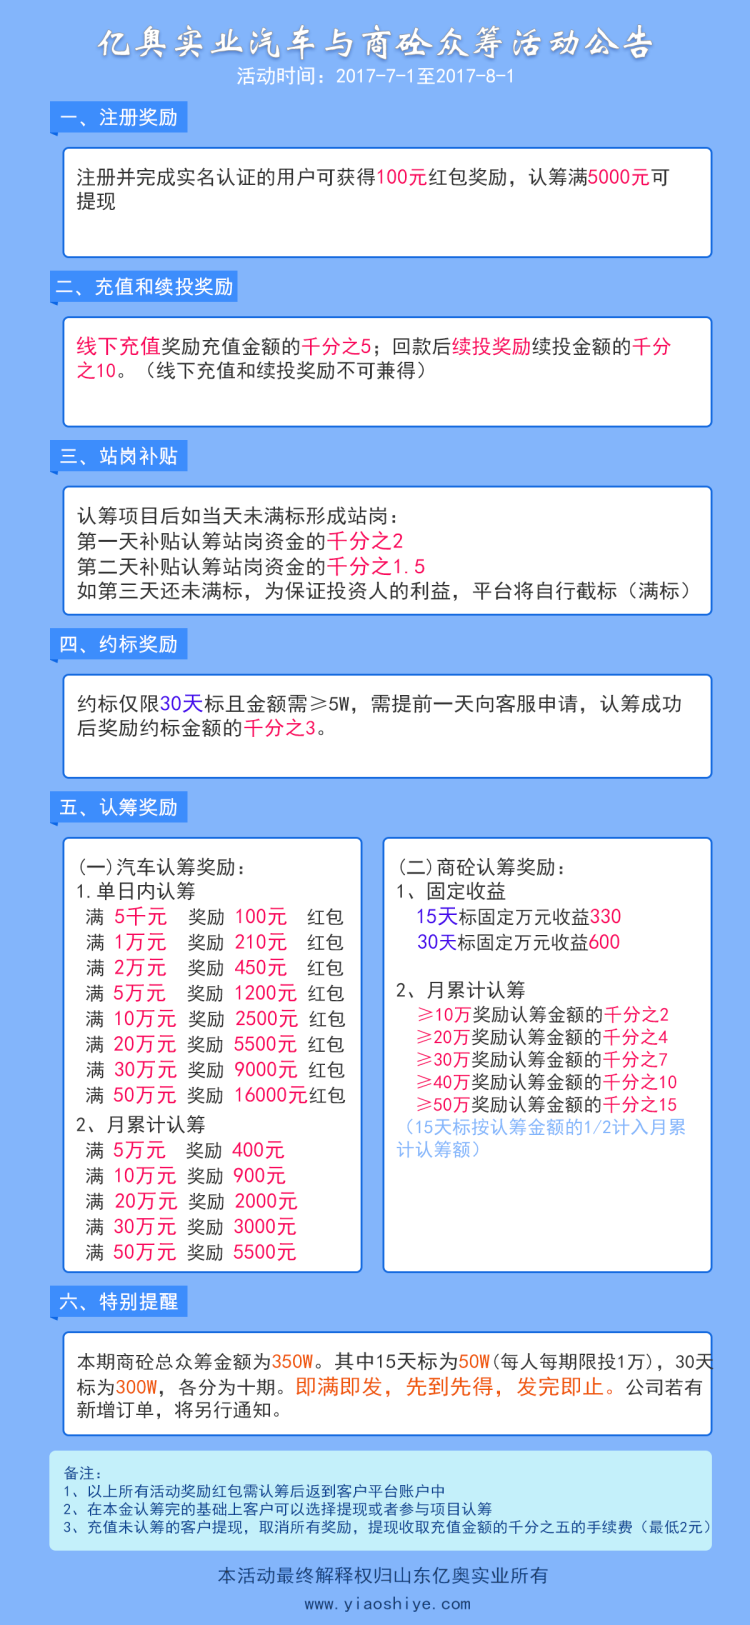 亿奥实业汽车与商砼众筹活动公告
活动时间：2017-7-1至2017-8-1
一、注册奖励
注册并完成实名认证的用户可获得100元红包奖励，认筹满5000元可
提现
二、充值和续投奖励
线下充值奖励充值金额的千分之5；回款后续投奖励续投金额的千分
之10。（线下充值和续投奖励不可兼得）
三、站岗补贴
认筹项目后如当天未满标形成站岗：
第一天补贴认筹站岗资金的千分之2
第二天补贴认筹站岗资金的千分之1.5
如第三天还未满标，为保证投资人的利益，平台将自行截标（满标）
四、约标奖励
约标仅限30天标且金额需≥5W，需提前一天向客服申请，认筹成功
后奖励约标金额的千分之3。
五、认筹奖励
(一)汽车认筹奖励：
1.单日内认筹
满 5千元 奖励 100元 红包
满 1万元 奖励 210元 红包
满 2万元 奖励 450元 红包
满 5万元 奖励 1200元 红包
满 10万元 奖励 2500元 红包
满 20万元 奖励 5500元 红包
满 30万元 奖励 9000元 红包
满 50万元 奖励 16000元红包
2、月累计认筹
满 5万元 奖励 400元
满 10万元 奖励 900元
满 20万元 奖励 2000元
满 30万元 奖励 3000元
满 50万元 奖励 5500元
(二)商砼认筹奖励：
1、固定收益
15天标固定万元收益330
30天标固定万元收益600
2、月累计认筹
≥10万奖励认筹金额的千分之2
≥20万奖励认筹金额的千分之4
≥30万奖励认筹金额的千分之7
≥40万奖励认筹金额的千分之10
≥50万奖励认筹金额的千分之15
（15天标按认筹金额的1/2计入月累
计认筹额）
六、特别提醒
本期商砼总众筹金额为350W。其中15天标为50W(每人每期限投1万)，30天
标为300W，各分为十期。即满即发，先到先得，发完即止。公司若有
新增订单，将另行通知。
备注：
1、以上所有活动奖励红包需认筹后返到客户平台账户中
2、在本金认筹完的基础上客户可以选择提现或者参与项目认筹
3、充值未认筹的客户提现，取消所有奖励，提现收取充值金额的千分之五的手续费（最低2元）
本活动最终解释权归山东亿奥实业所有
www.yiaoshiye.com